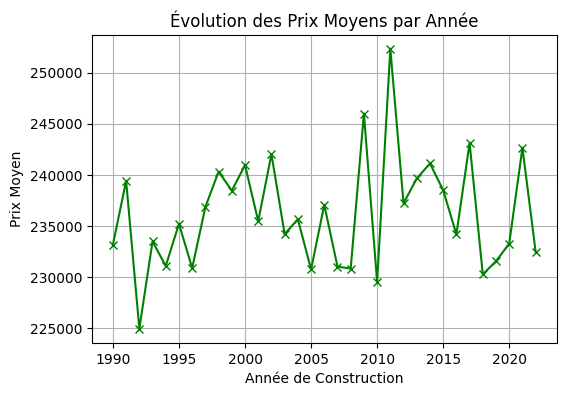 Évolution des Prix Moyens par Année
250000
245000
240000
235000
230000
225000
Prix Moyen
1990 1995 2000 2005 2010 2015 2020
Année de Construction